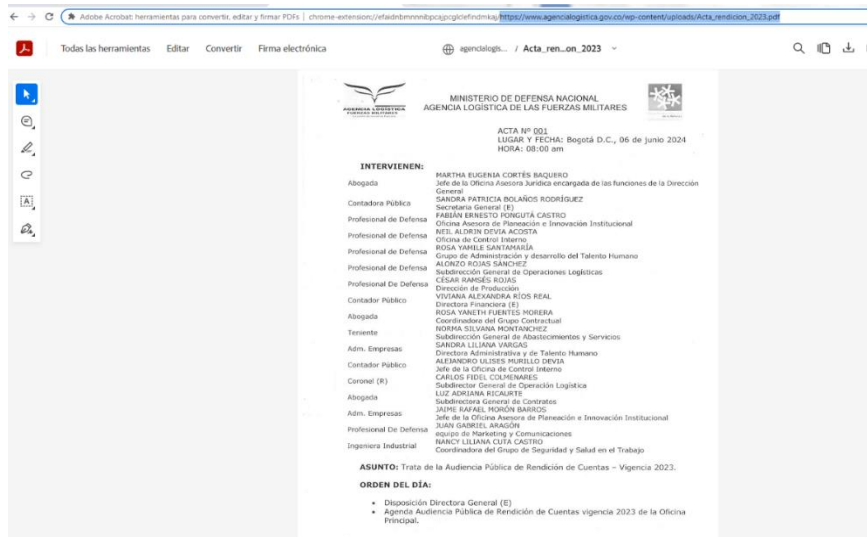 Adobe Acrobat: herramientas para convertir, editar y firmar PDFs | chrome-extension://efaidnbmnnnibpcajpcglclefindmkaj/https://www.agencialogistica.gov.co/wp-content/uploads/Acta_rendicion_2023.pdf
Todas las herramientas Editar Convertir Firma electrónica agencialogis... / Acta_ren...on_2023
MINISTERIO DE DEFENSA NACIONAL
AGENCIA LOGÍSTICA DE LAS FUERZAS MILITARES
AGENCIA LOGÍSTICA
FUERZAS MILITARES
ACTA Nº 001
LUGAR Y FECHA: Bogotá D.C., 06 de junio 2024
HORA: 08:00 am
INTERVIENEN:
MARTHA EUGENIA CORTÉS BAQUERO
Abogada Jefe de la Oficina Asesora Jurídica encargada de las funciones de la Dirección
General
SANDRA PATRICIA BOLAÑOS RODRÍGUEZ
Contadora Pública Secretaria General (E)
FABIÁN ERNESTO PONGUTÁ CASTRO
Profesional de Defensa Oficina Asesora de Planeación e Innovación Institucional
NEIL ALDRIN DEVIA ACOSTA
Profesional de Defensa Oficina de Control Interno
ROSA YAMILE SANTAMARÍA
Profesional de Defensa Grupo de Administración y desarrollo del Talento Humano
ALONZO ROJAS SÁNCHEZ
Profesional de Defensa Subdirección General de Operaciones Logísticas
CÉSAR RAMSÉS ROJAS
Profesional De Defensa Dirección de Producción
VIVIANA ALEXANDRA RÍOS REAL
Contador Público Directora Financiera (E)
ROSA YANETH FUENTES MORERA
Abogada Coordinadora del Grupo Contractual
NORMA SILVANA MONTANCHEZ
Teniente Subdirección General de Abastecimientos y Servicios
SANDRA LILIANA VARGAS
Adm. Empresas Directora Administrativa y de Talento Humano
ALEJANDRO ULISES MURILLO DEVIA
Contador Público Jefe de la Oficina de Control Interno
CARLOS FIDEL COLMENARES
Coronel (R) Subdirector General de Operación Logística
LUZ ADRIANA RICAURTE
Abogada Subdirectora General de Contratos
JAIME RAFAEL MORÓN BARROS
Adm. Empresas Jefe de la Oficina Asesora de Planeación e Innovación Institucional
JUAN GABRIEL ARAGÓN
Profesional De Defensa equipo de Marketing y Comunicaciones
NANCY LILIANA CUTA CASTRO
Ingeniera Industrial Coordinadora del Grupo de Seguridad y Salud en el Trabajo
ASUNTO: Trata de la Audiencia Pública de Rendición de Cuentas – Vigencia 2023.
ORDEN DEL DÍA:
• Disposición Directora General (E)
• Agenda Audiencia Pública de Rendición de Cuentas vigencia 2023 de la Oficina
Principal.